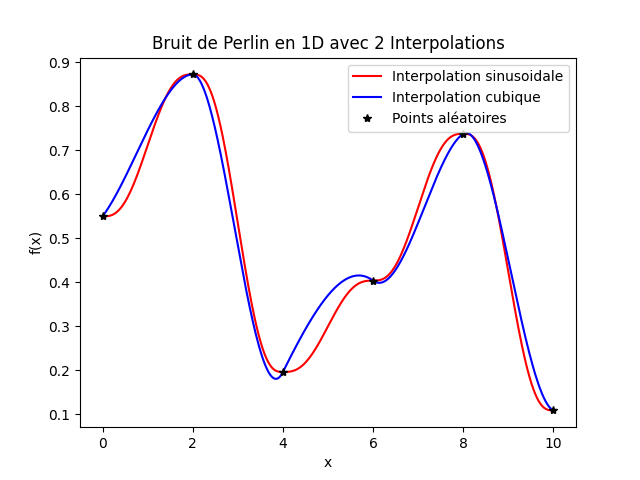 Bruit de Perlin en 1D avec 2 Interpolations
Interpolation sinusoidale
Interpolation cubique
Points aléatoires
f(x)
0.9
0.8
0.7
0.6
0.5
0.4
0.3
0.2
0.1
0 2 4 6 8 10
x